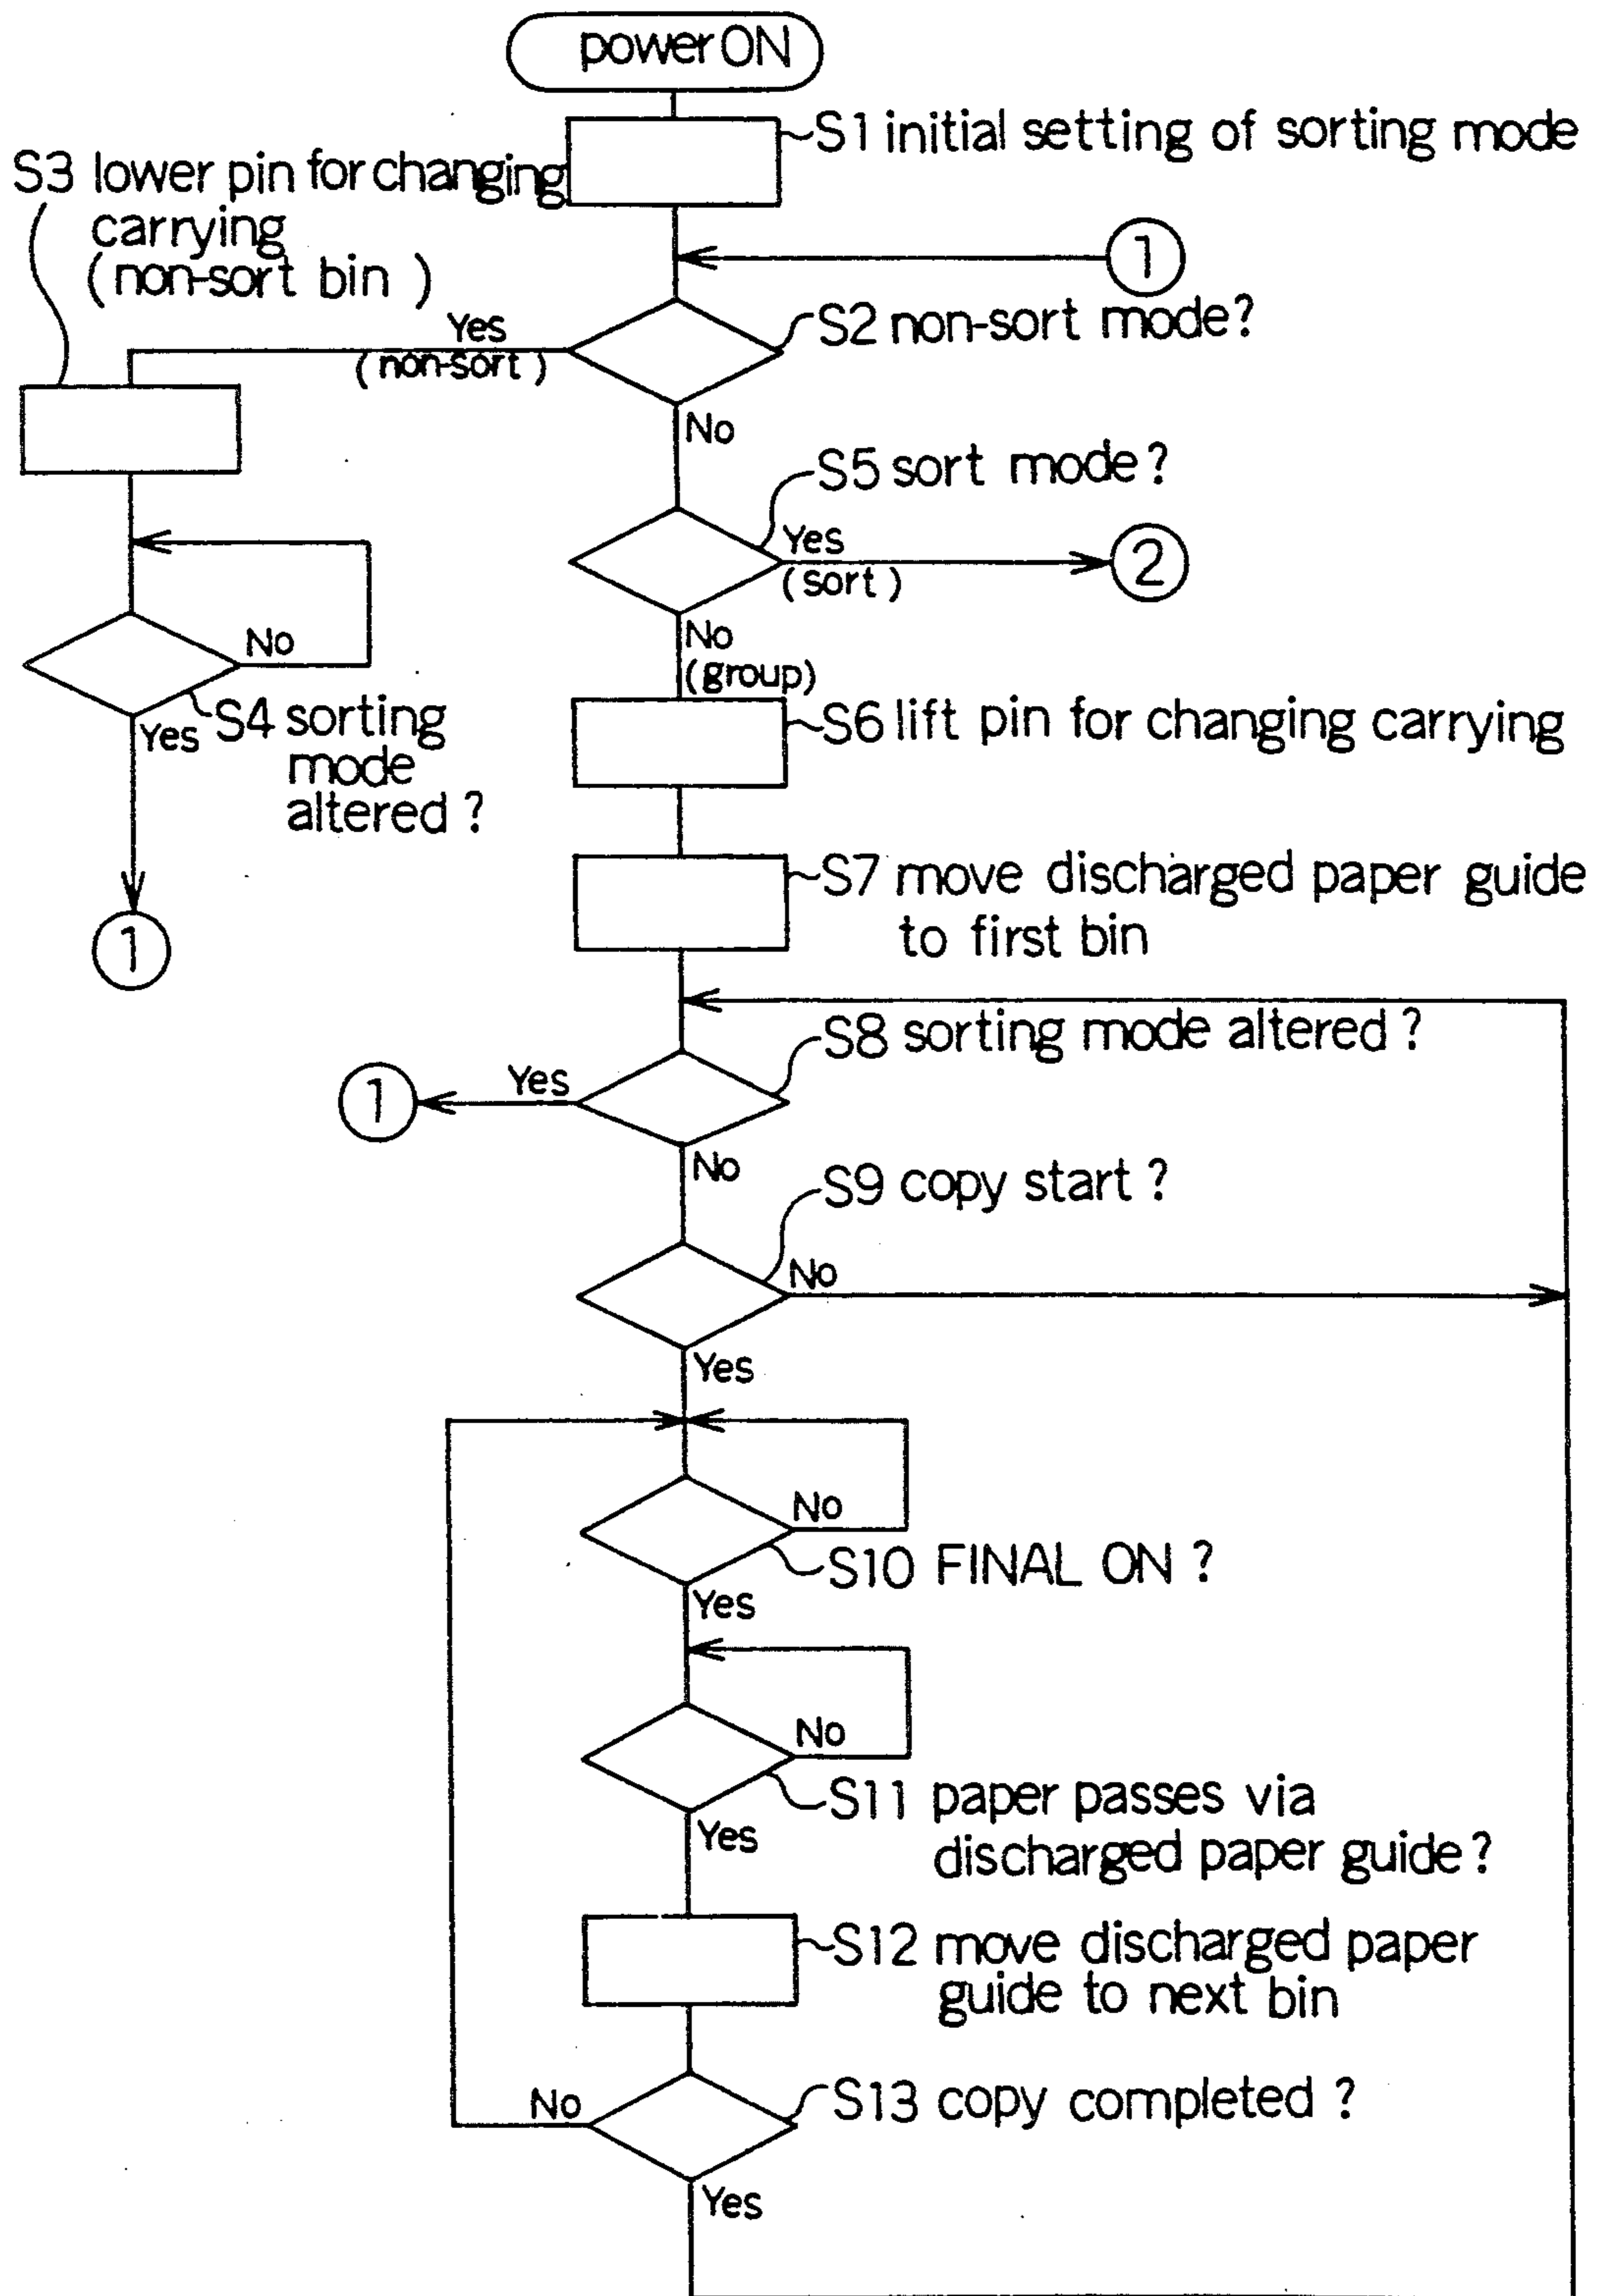 power ON
S1 initial setting of sorting mode
S3 lower pin for changing
carrying
(non-sort bin )
1
S2 non-sort mode?
Yes
(non-sort)
No
S5 sort mode?
Yes
(sort)
2
No
No
(group)
S6 lift pin for changing carrying
S4 sorting
mode
altered ?
Yes
S7 move discharged paper guide
to first bin
1
S8 sorting mode altered ?
Yes
1
No
S9 copy start ?
No
Yes
No
S10 FINAL ON ?
Yes
No
S11 paper passes via
discharged paper guide?
Yes
S12 move discharged paper
guide to next bin
S13 copy completed ?
No
Yes